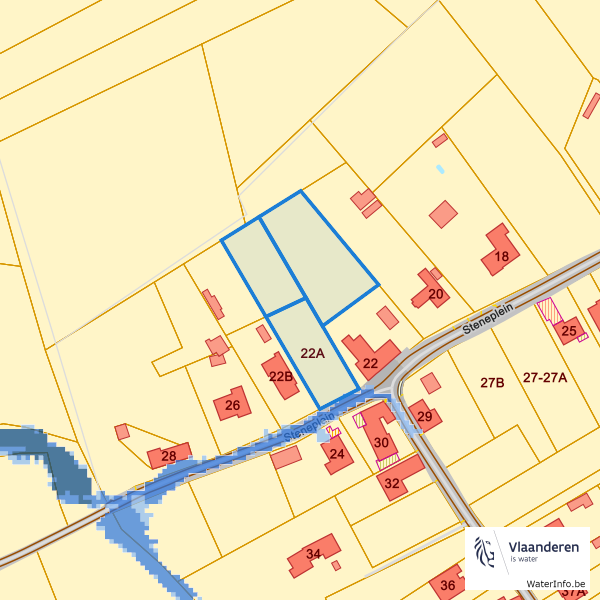 18
20
Steneplein
25
22A
22
22B
27B
27-27A
26
29
Steneplein
30
28
24
32
34
36
37A
Vlaanderen
is water
WaterInfo.be